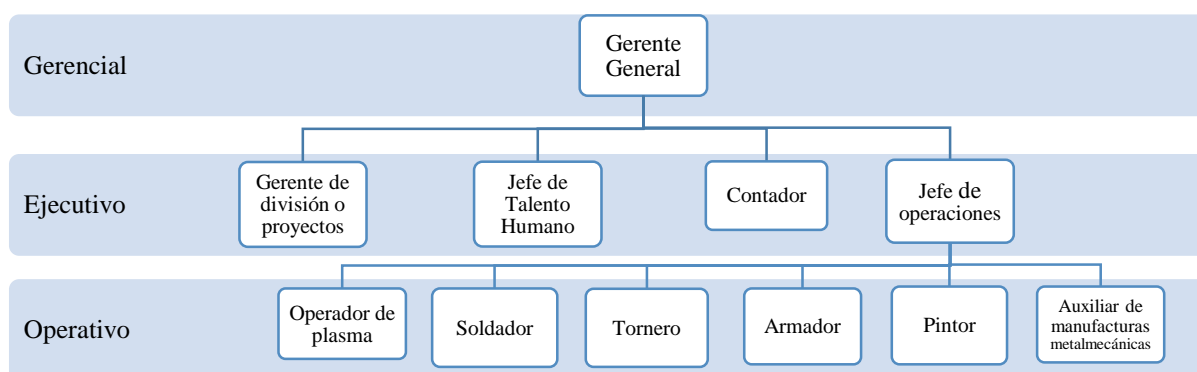 Gerencial
Gerente
General
Ejecutivo
Gerente de
división o
proyectos
Jefe de
Talento
Humano
Contador
Jefe de
operaciones
Operativo
Operador de
plasma
Soldador
Tornero
Armador
Pintor
Auxiliar de
manufacturas
metalmecánicas